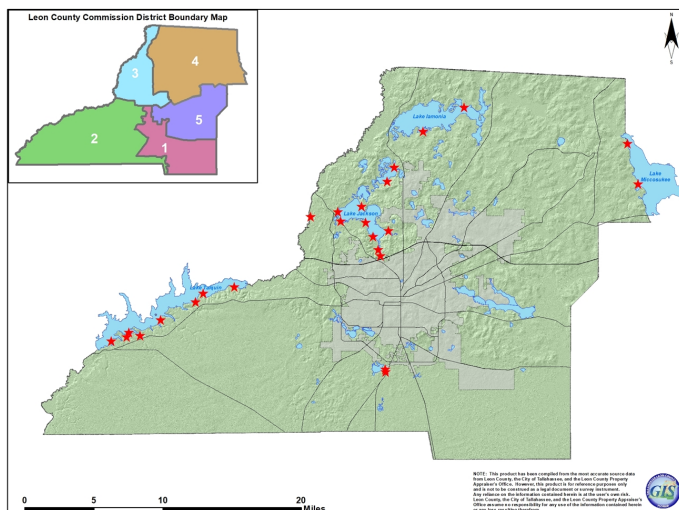 Leon County Commission District Boundary Map
N
4
3
5
2
1
S
Lake Iamonia
Lake Miccosukee
Lake Jackson
Lake Talquin
0 5 10 20
Miles
NOTE: This product has been compiled from the most accurate source data
from Leon County, the City of Tallahassee, and the Leon County Property
Appraiser's Office. However, this product is for reference purposes only
and is not to be construed as a legal document or survey instrument.
Any reliance on the information contained herein is at the user's own risk.
Leon County, the City of Tallahassee, and the Leon County Property Appraiser's
Office assume no responsibility for any use of the information contained herein
GIS